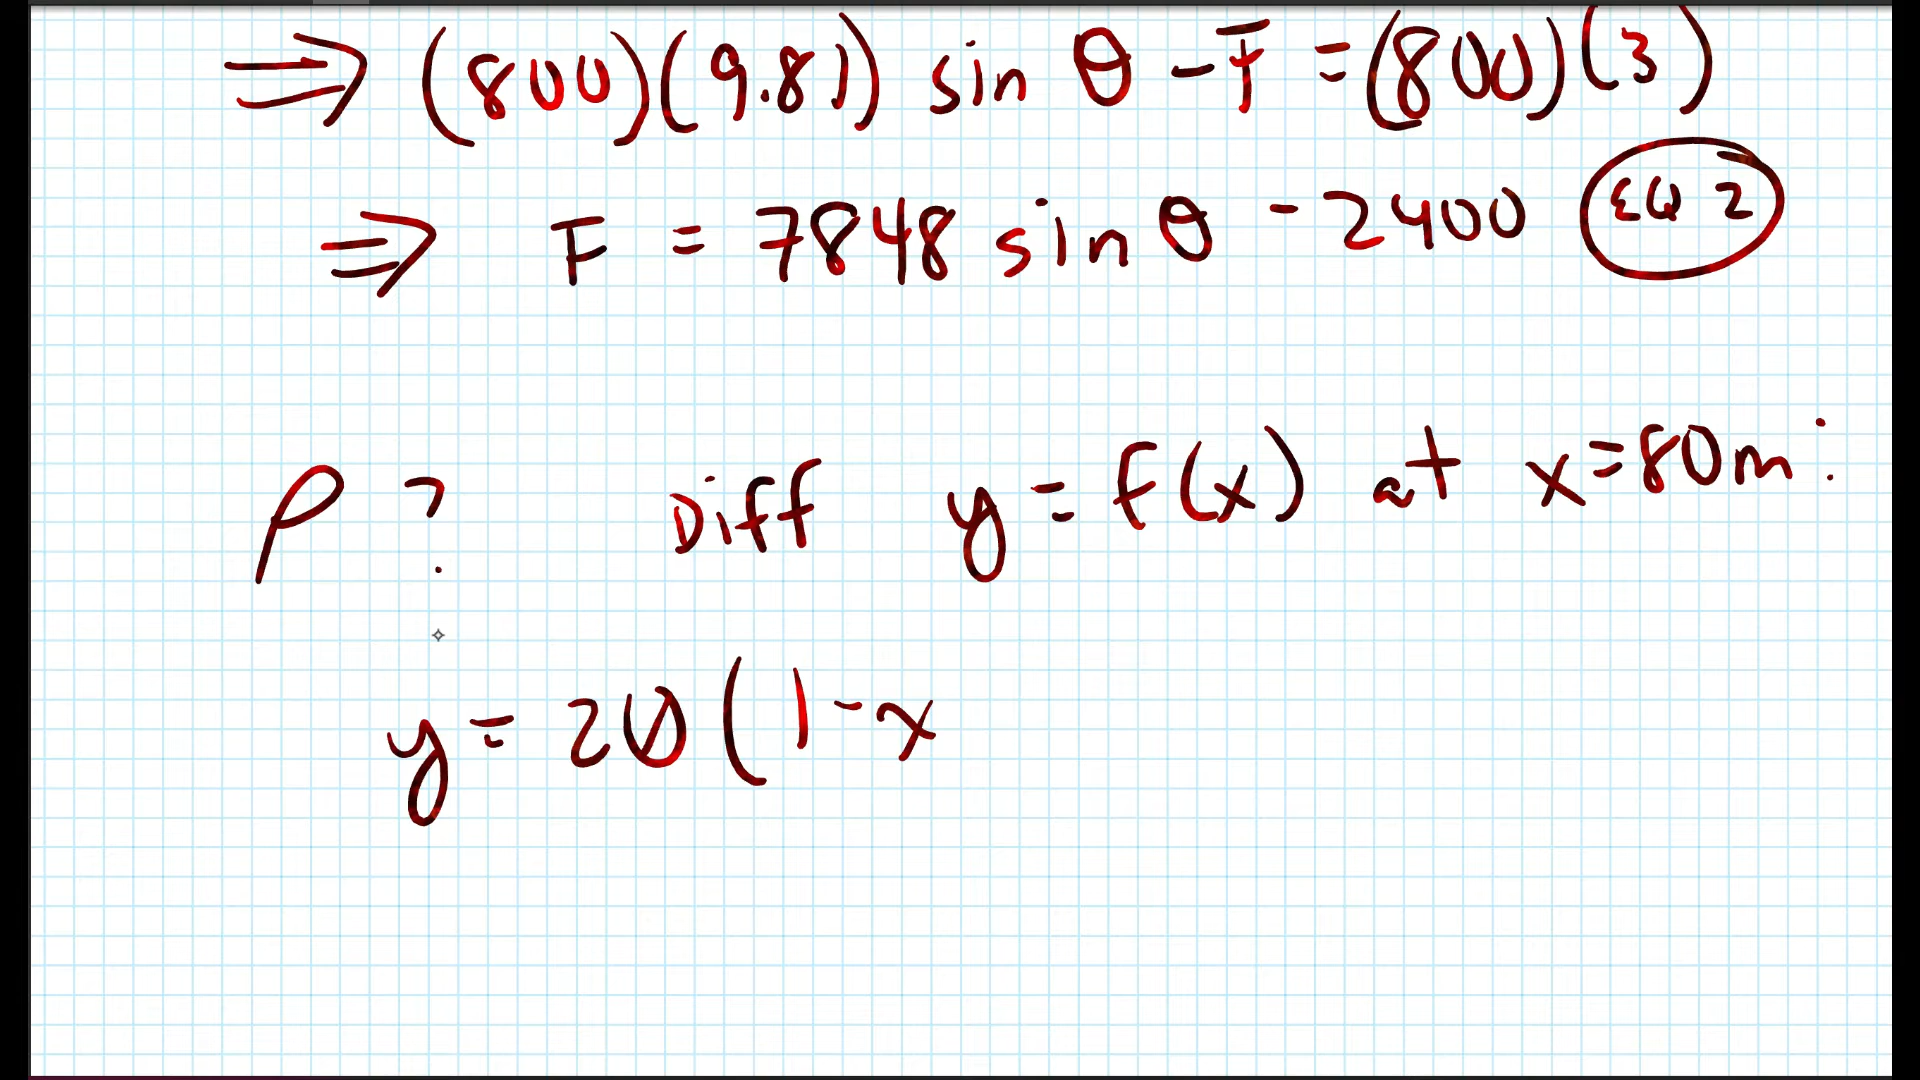 ⇒ (800)(9.81) sin θ - F = (800)(3)
⇒ F = 7848 sin θ - 2400 EQ 2
ρ ? Diff y = f(x) at x = 80m :
y = 20 ( 1 - x